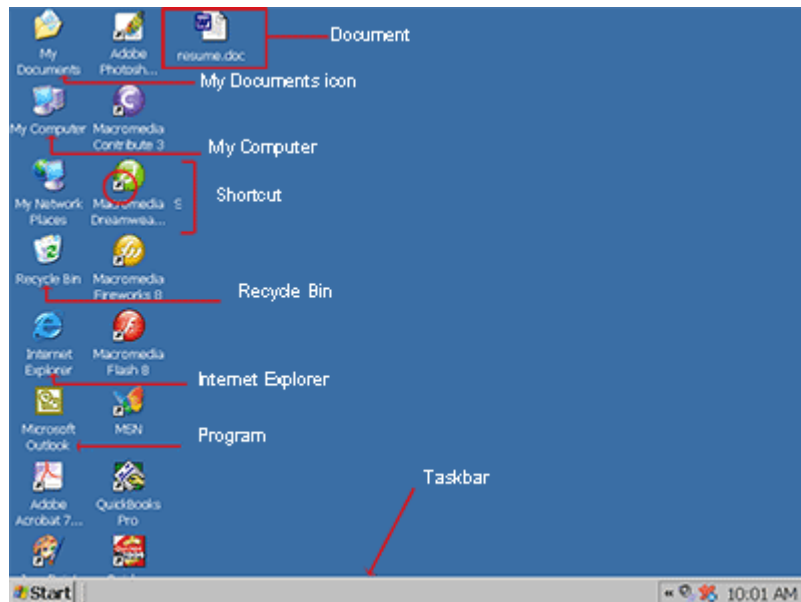 Document
My
Documents
Adobe
Photosh...
resume.doc
My Documents icon
My Computer
Macromedia
Contribute 3
My Computer
My Network
Places
Macromedia
Dreamwea...
S
Shortcut
Recycle Bin
Macromedia
Fireworks 8
Recycle Bin
Internet
Explorer
Macromedia
Flash 8
Internet Explorer
Microsoft
Outlook
MSN
Program
Adobe
Acrobat 7...
QuickBooks
Pro
Taskbar
Start
« 10:01 AM